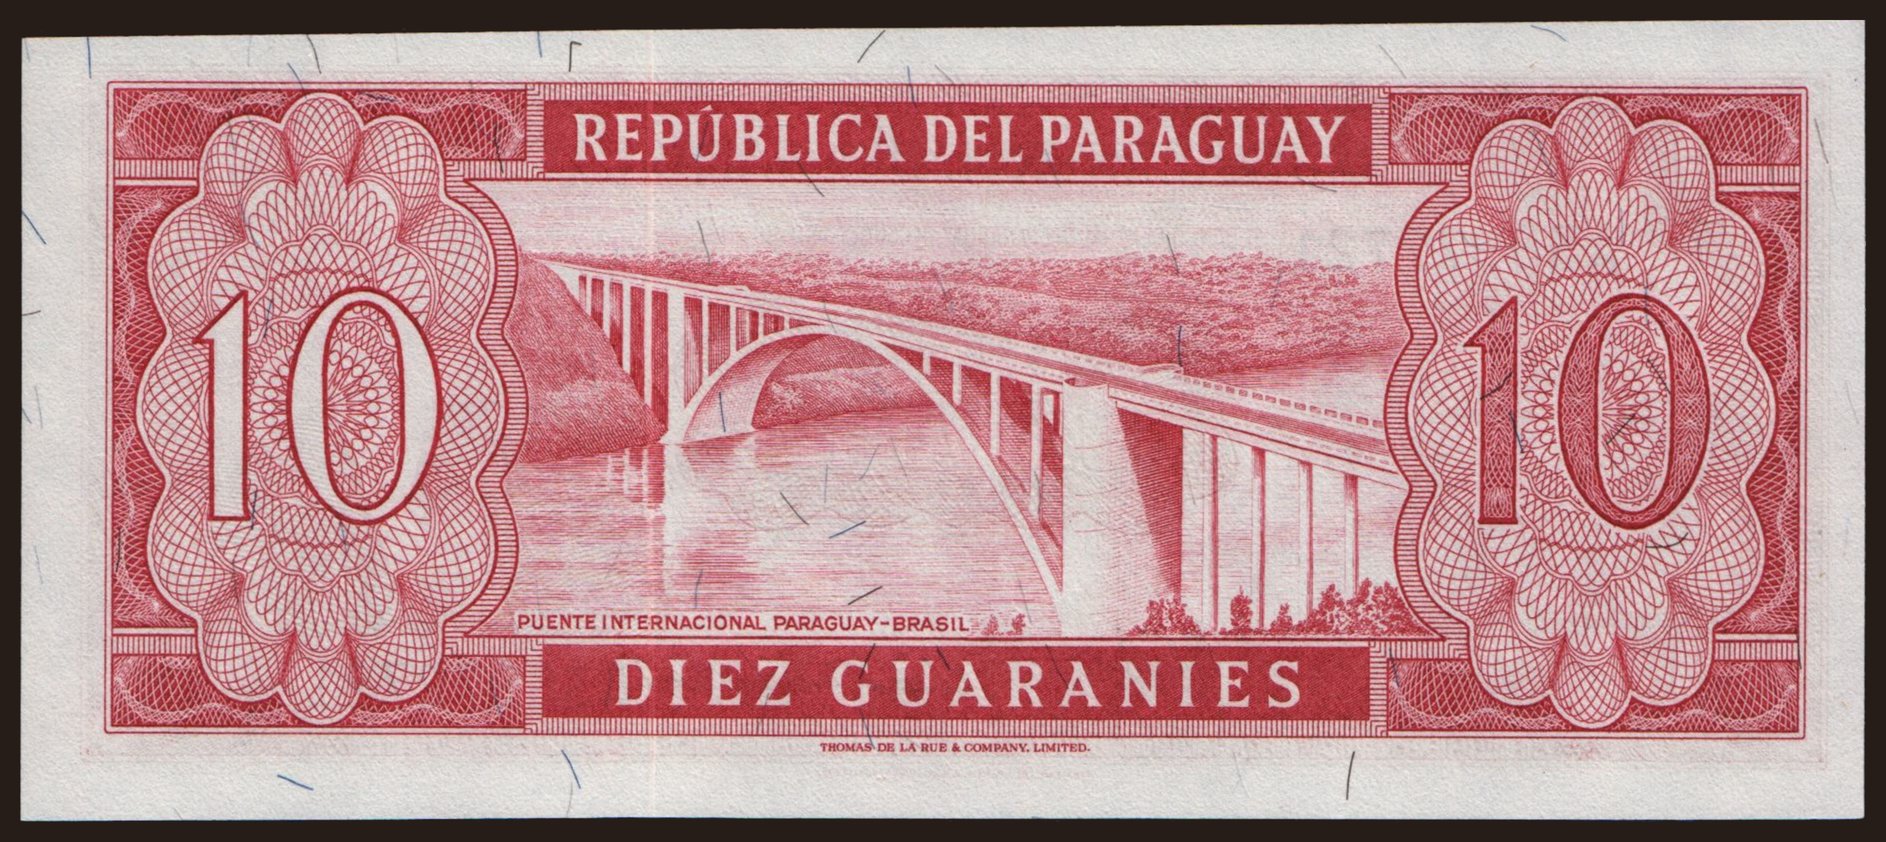 REPÚBLICA DEL PARAGUAY
10
10
PUENTE INTERNACIONAL PARAGUAY-BRASIL
DIEZ GUARANIES
THOMAS DE LA RUE & COMPANY, LIMITED.